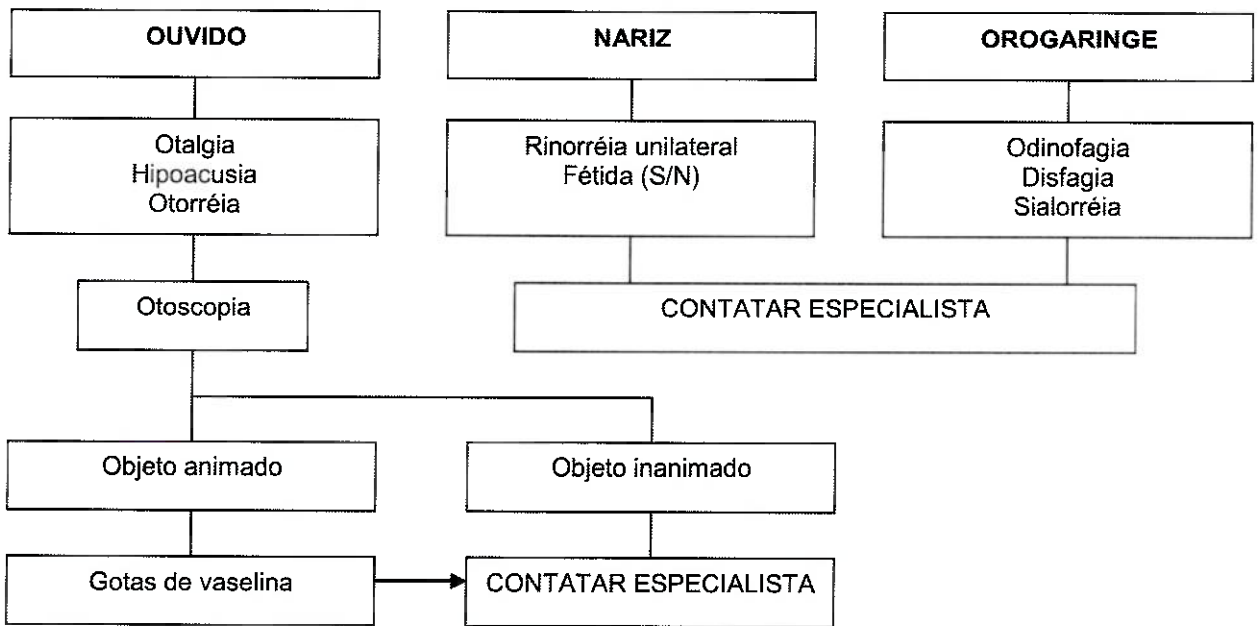 OUVIDO
NARIZ
OROGARINGE
Otalgia
Hipoacusia
Otorréia
Rinorréia unilateral
Fétida (S/N)
Odinofagia
Disfagia
Sialorréia
Otoscopia
CONTATAR ESPECIALISTA
Objeto animado
Objeto inanimado
Gotas de vaselina
CONTATAR ESPECIALISTA